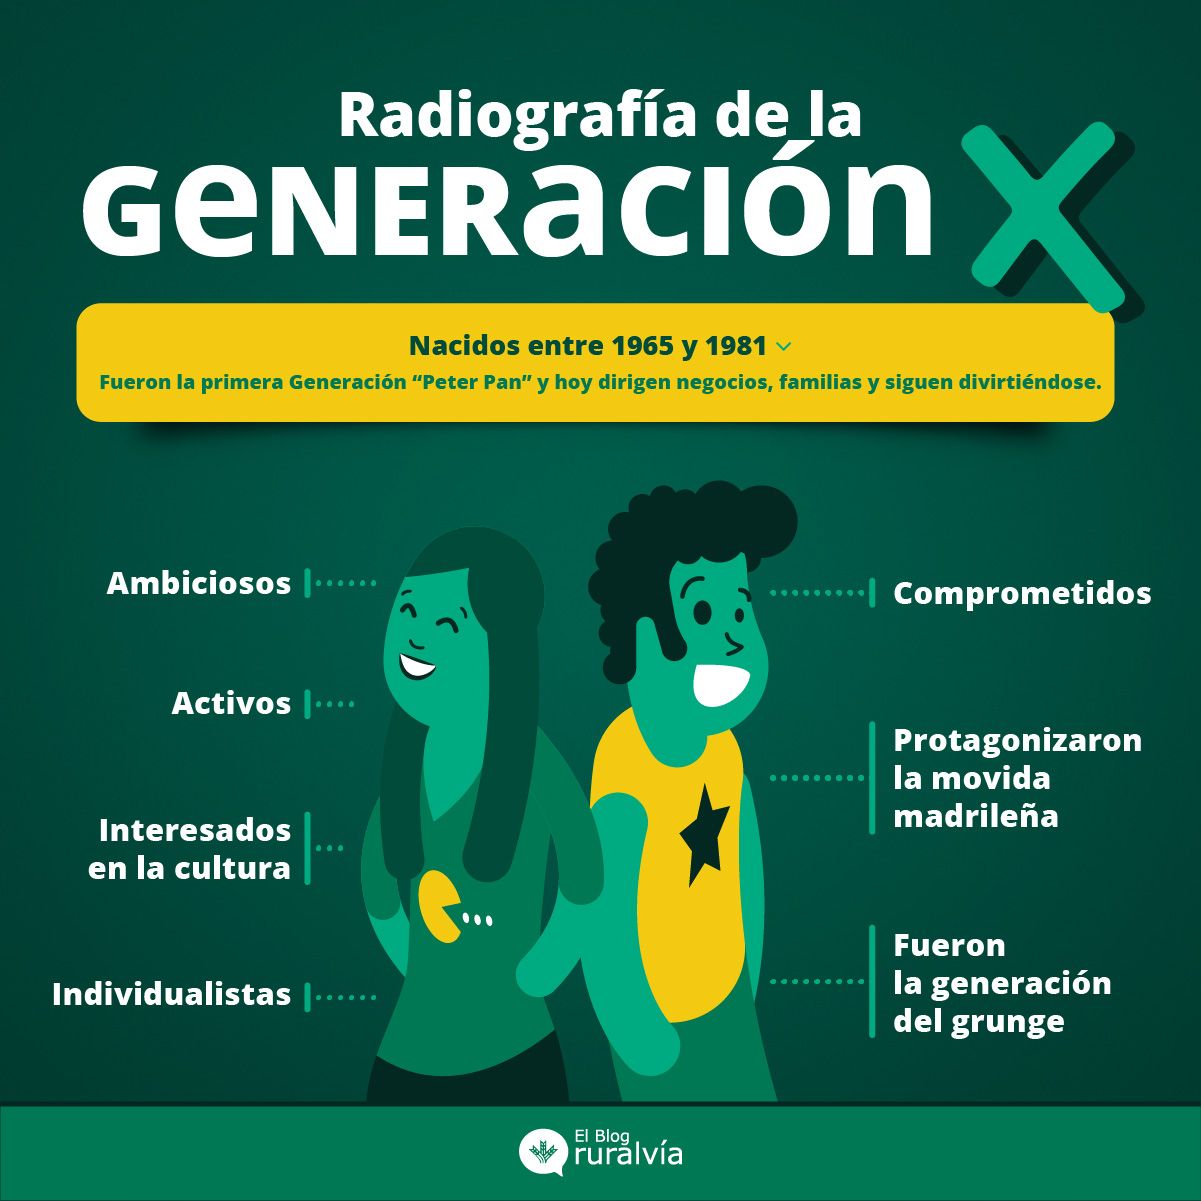 Radiografía de la
GeNERacIón X
Nacidos entre 1965 y 1981
Fueron la primera Generación “Peter Pan” y hoy dirigen negocios, familias y siguen divirtiéndose.
Ambiciosos
Activos
Interesados
en la cultura
Individualistas
Comprometidos
Protagonizaron
la movida
madrileña
Fueron
la generación
del grunge
El Blog
ruralvía